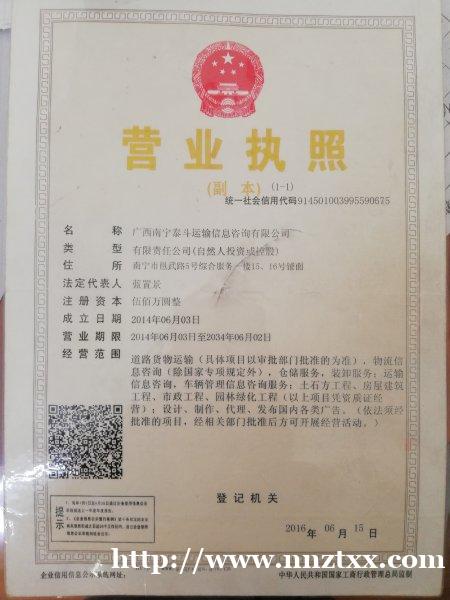 营业执照
(副 本)
(1-1)
统一社会信用代码914501003995590675
名 称 广西南宁泰斗运输信息咨询有限公司
类 型 有限责任公司(自然人投资或控股)
住 所 南宁市邕武路5号综合服务一楼15、16号铺面
法定代表人 张置景
注册资本 伍佰万圆整
成立日期 2014年06月03日
营业期限 2014年06月03日至2034年06月02日
经营范围 道路货物运输(具体项目以审批部门批准的为准),物流信
息咨询(除国家专项规定外),仓储服务,装卸服务;运输
信息咨询,车辆管理信息咨询服务;土石方工程、房屋建筑
工程、市政工程、园林绿化工程(以上项目凭资质证经
营);设计、制作、代理、发布国内各类广告。(依法须经
批准的项目,经相关部门批准后方可开展经营活动。)
提示
登记机关
2016 年 06 月 15 日
http://www.nnztxx.com
企业信用信息公示系统网址:
中华人民共和国国家工商行政管理总局监制